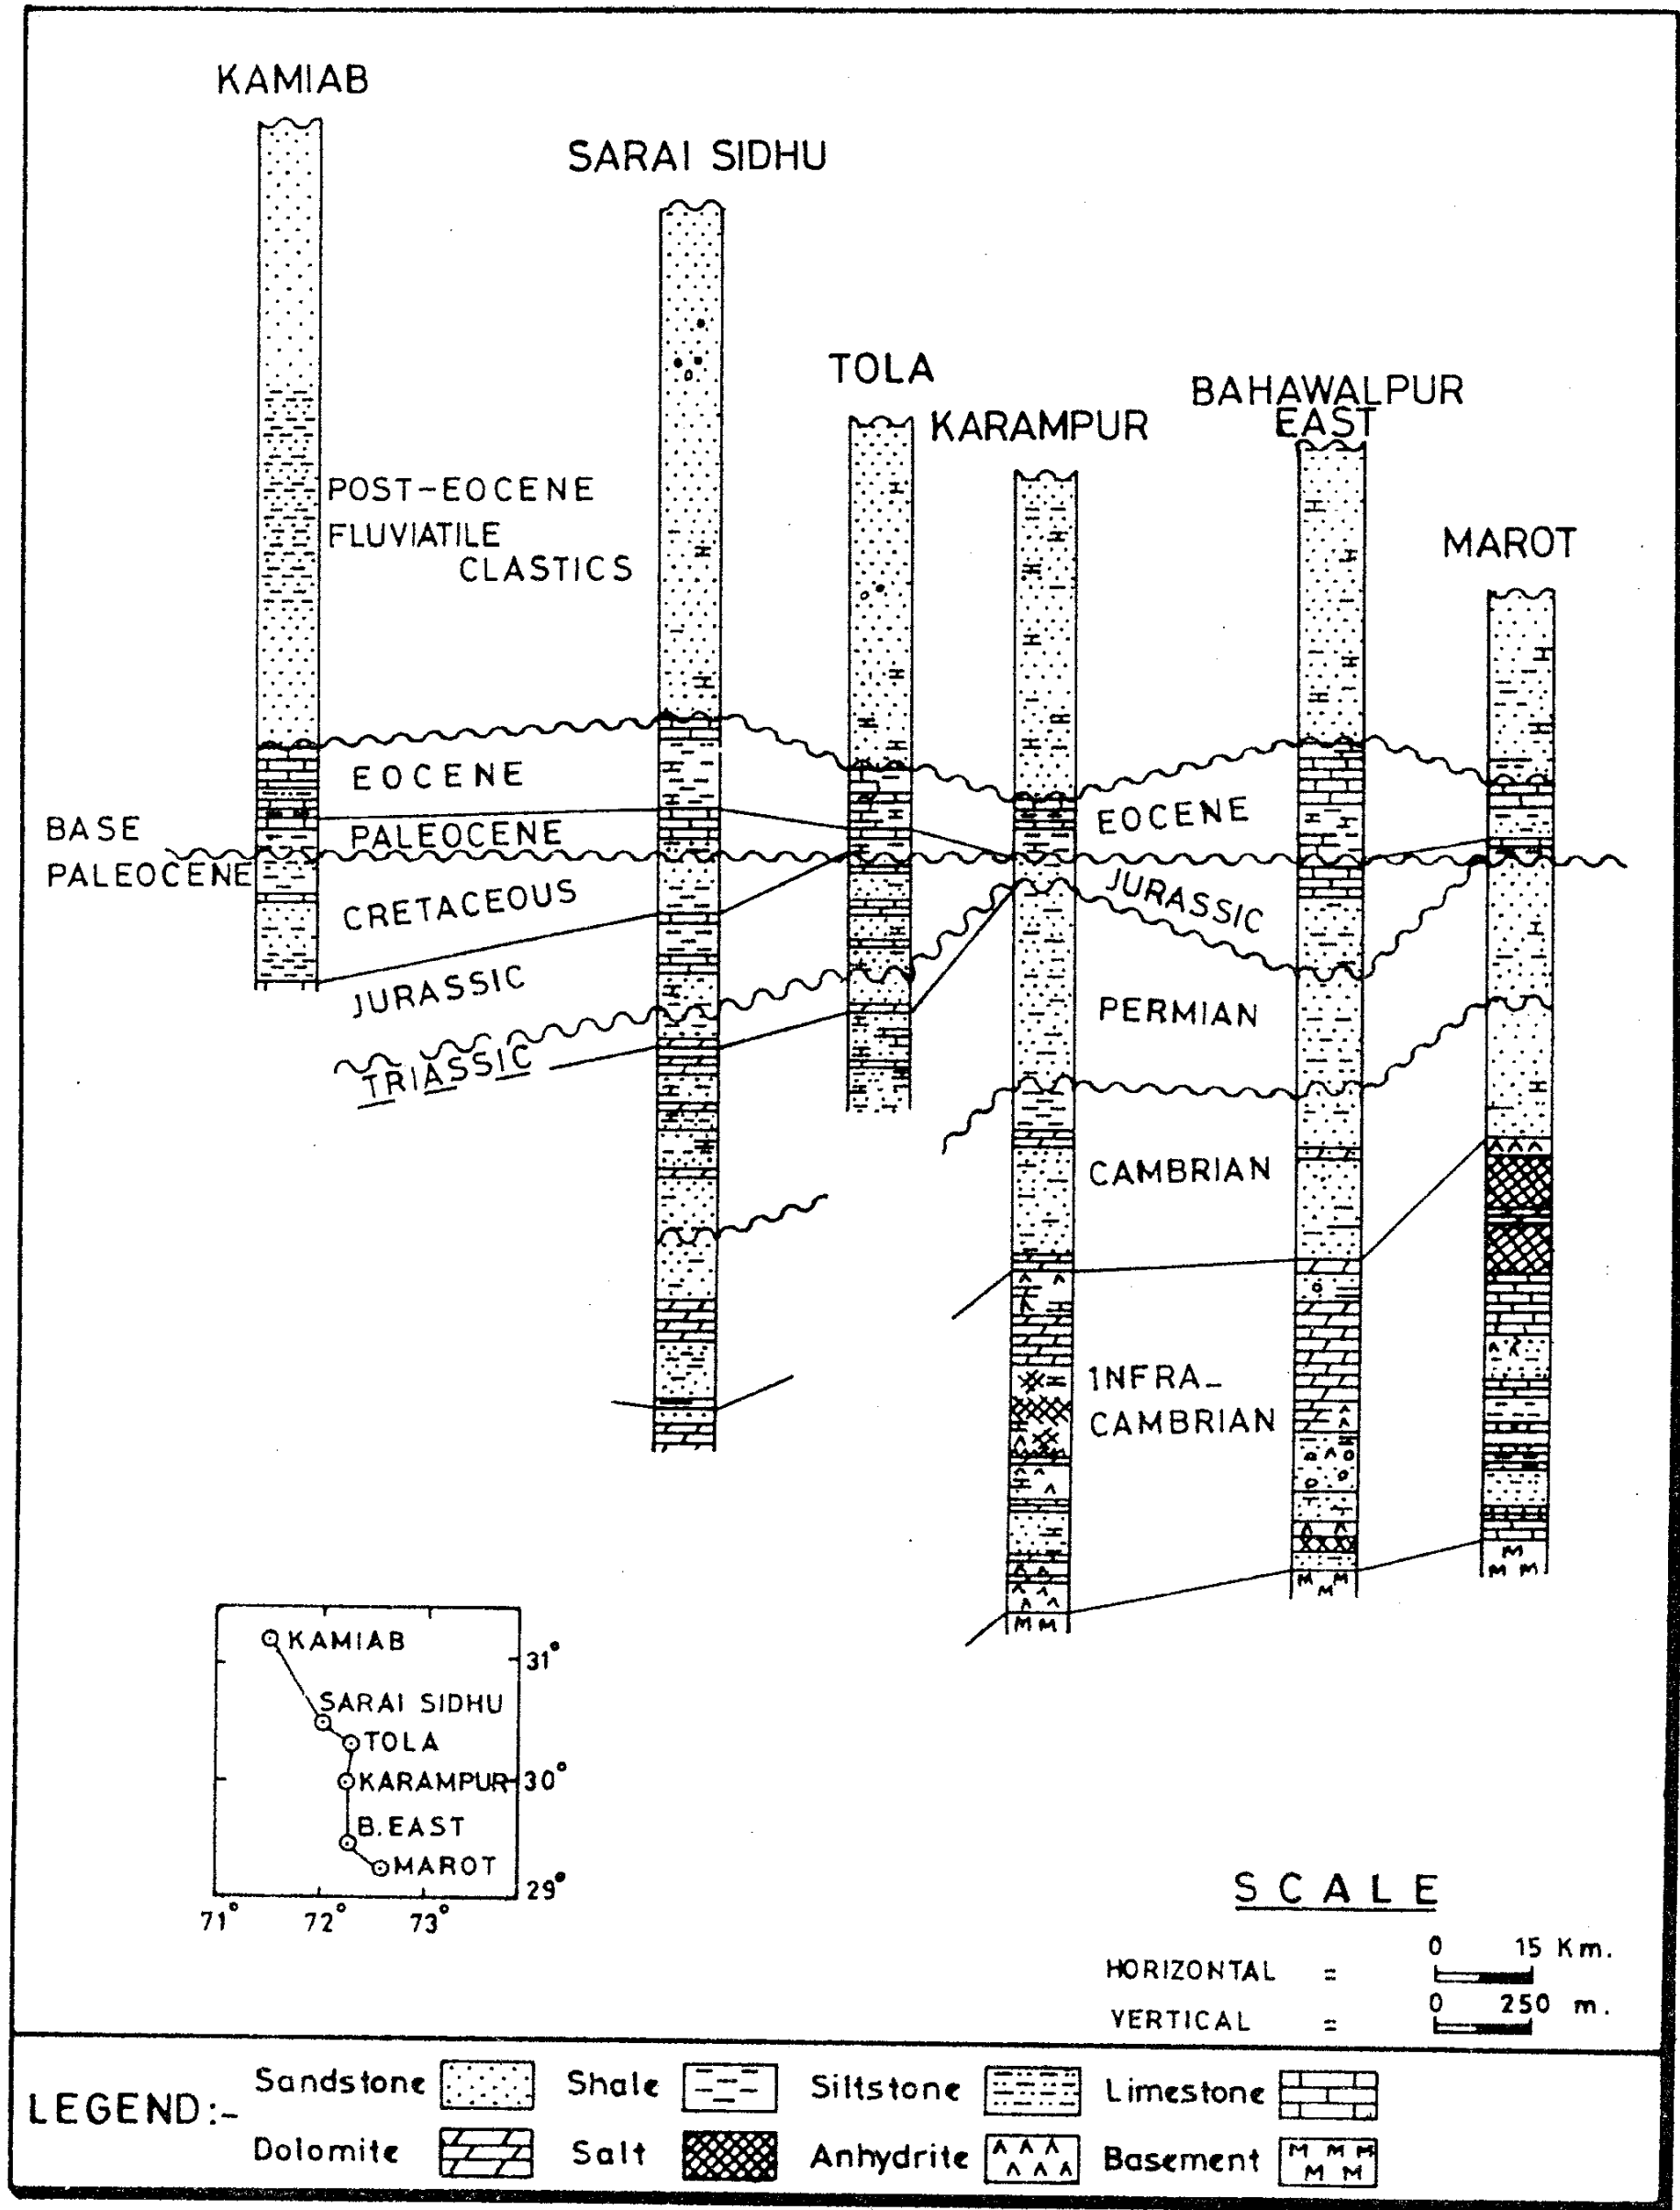 KAMIAB
SARAI SIDHU
TOLA
KARAMPUR
BAHAWALPUR
EAST
MAROT
POST-EOCENE
FLUVIATILE
CLASTICS
EOCENE
EOCENE
BASE
PALEOCENE
PALEOCENE
CRETACEOUS
JURASSIC
JURASSIC
TRIASSIC
PERMIAN
CAMBRIAN
INFRA-
CAMBRIAN
KAMIAB
31°
SARAI SIDHU
TOLA
KARAMPUR 30°
B.EAST
MAROT
29°
71° 72° 73°
SCALE
0 15 Km.
HORIZONTAL =
0 250 m.
VERTICAL =
LEGEND:-
Sandstone Shale Siltstone Limestone
Dolomite Salt Anhydrite Basement